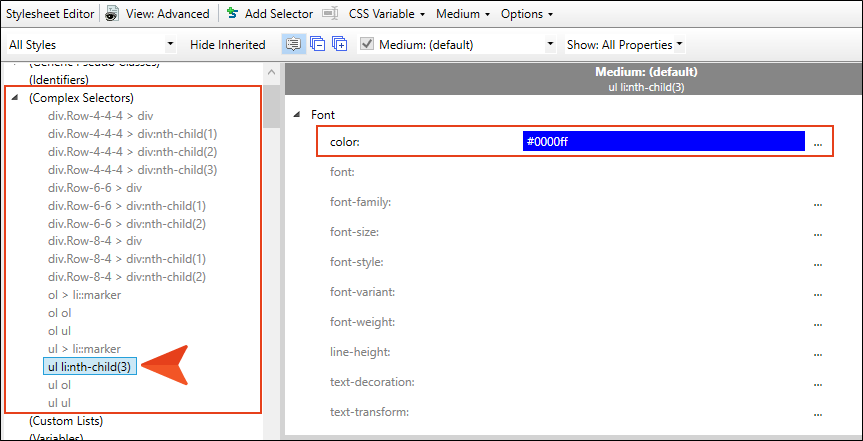 Stylesheet Editor View: Advanced Add Selector CSS Variable Medium Options
All Styles Hide Inherited Medium: (default) Show: All Properties
(Generic Pseudo Classes)
(Identifiers)
(Complex Selectors)
div.Row-4-4-4 > div
div.Row-4-4-4 > div:nth-child(1)
div.Row-4-4-4 > div:nth-child(2)
div.Row-4-4-4 > div:nth-child(3)
div.Row-6-6 > div
div.Row-6-6 > div:nth-child(1)
div.Row-6-6 > div:nth-child(2)
div.Row-8-4 > div
div.Row-8-4 > div:nth-child(1)
div.Row-8-4 > div:nth-child(2)
ol > li::marker
ol ol
ol ul
ul > li::marker
ul li:nth-child(3)
ul ol
ul ul
(Custom Lists)
(Variables)
Medium: (default)
ul li:nth-child(3)
Font
color: #0000ff ...
font:
font-family: ...
font-size: ...
font-style: ...
font-variant: ...
font-weight: ...
line-height: ...
text-decoration: ...
text-transform: ...